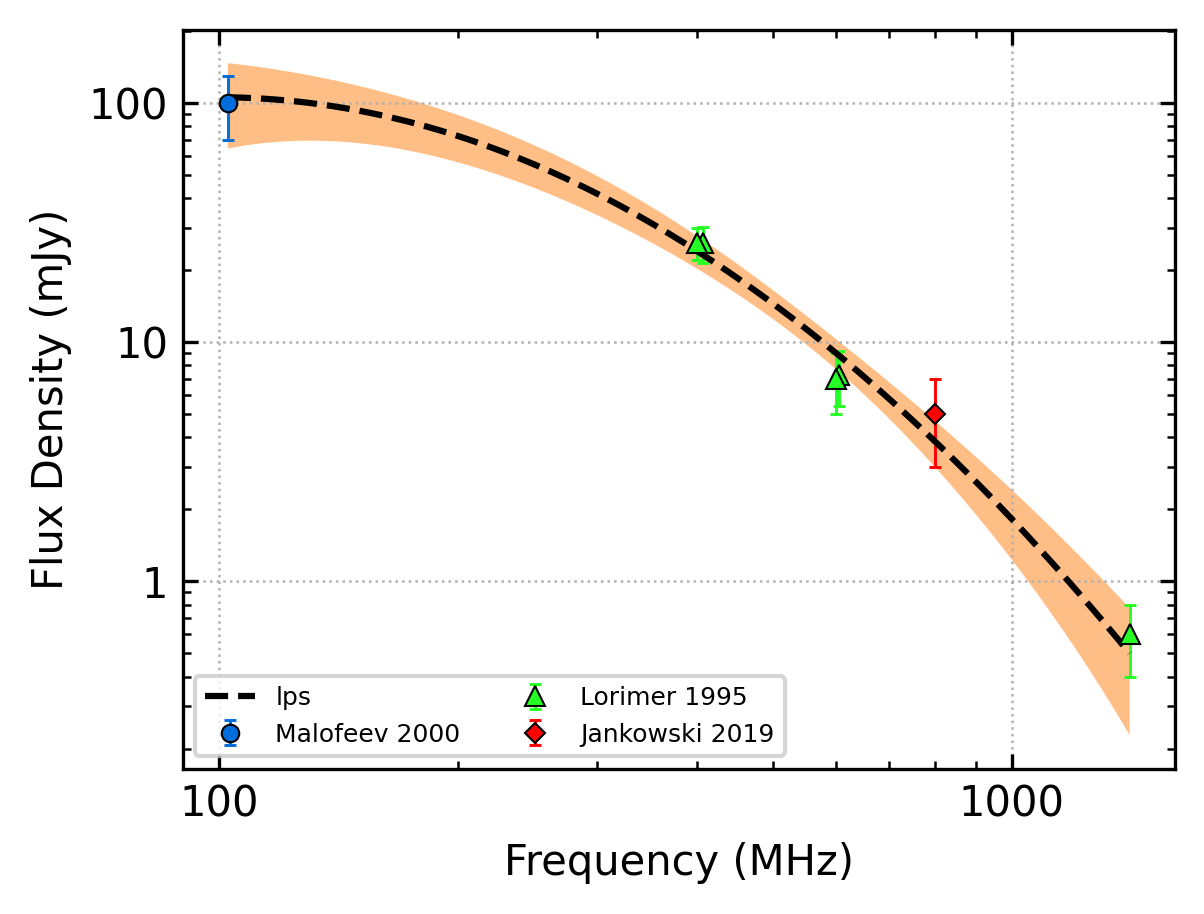 Flux Density (mJy)
100
10
1
lps
Malofeev 2000
Lorimer 1995
Jankowski 2019
100
1000
Frequency (MHz)